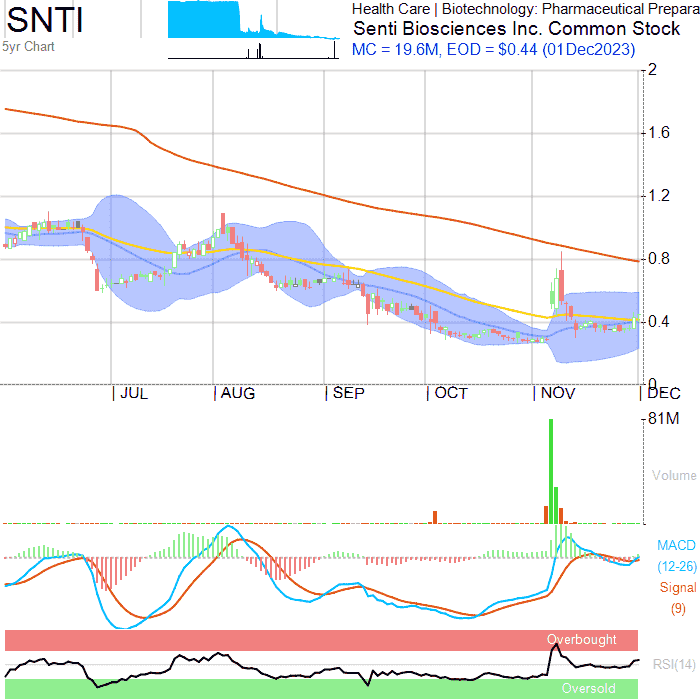 SNTI
5yr Chart
Health Care | Biotechnology: Pharmaceutical Prepara
Senti Biosciences Inc. Common Stock
MC = 19.6M, EOD = $0.44 (01Dec2023)
2
1.6
1.2
0.8
0.4
0
JUL
AUG
SEP
OCT
NOV
DEC
81M
Volume
MACD
(12-26)
Signal
(9)
Overbought
RSI(14)
Oversold